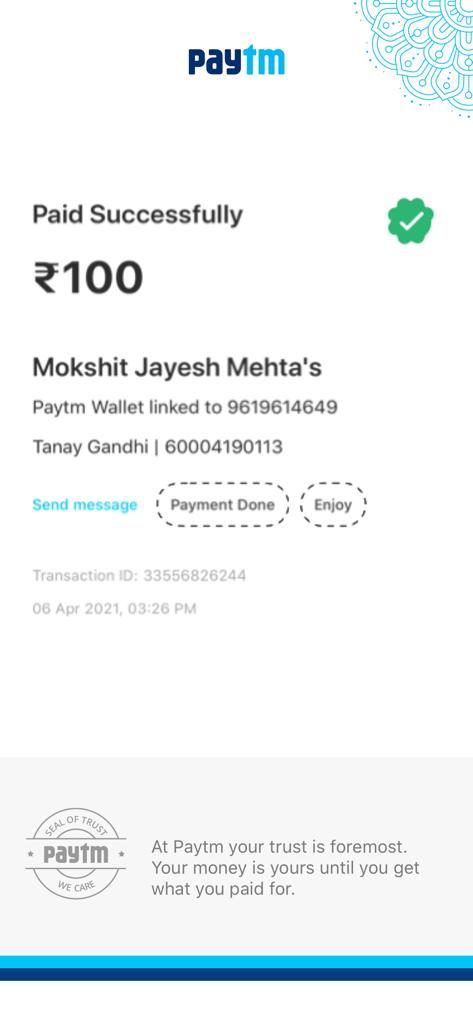 paytm
Paid Successfully
₹100
Mokshit Jayesh Mehta's
Paytm Wallet linked to 9619614649
Tanay Gandhi | 60004190113
Send message Payment Done Enjoy
Transaction ID: 33556826244
06 Apr 2021, 03:26 PM
SEAL OF TRUST
paytm
WE CARE
At Paytm your trust is foremost.
Your money is yours until you get
what you paid for.